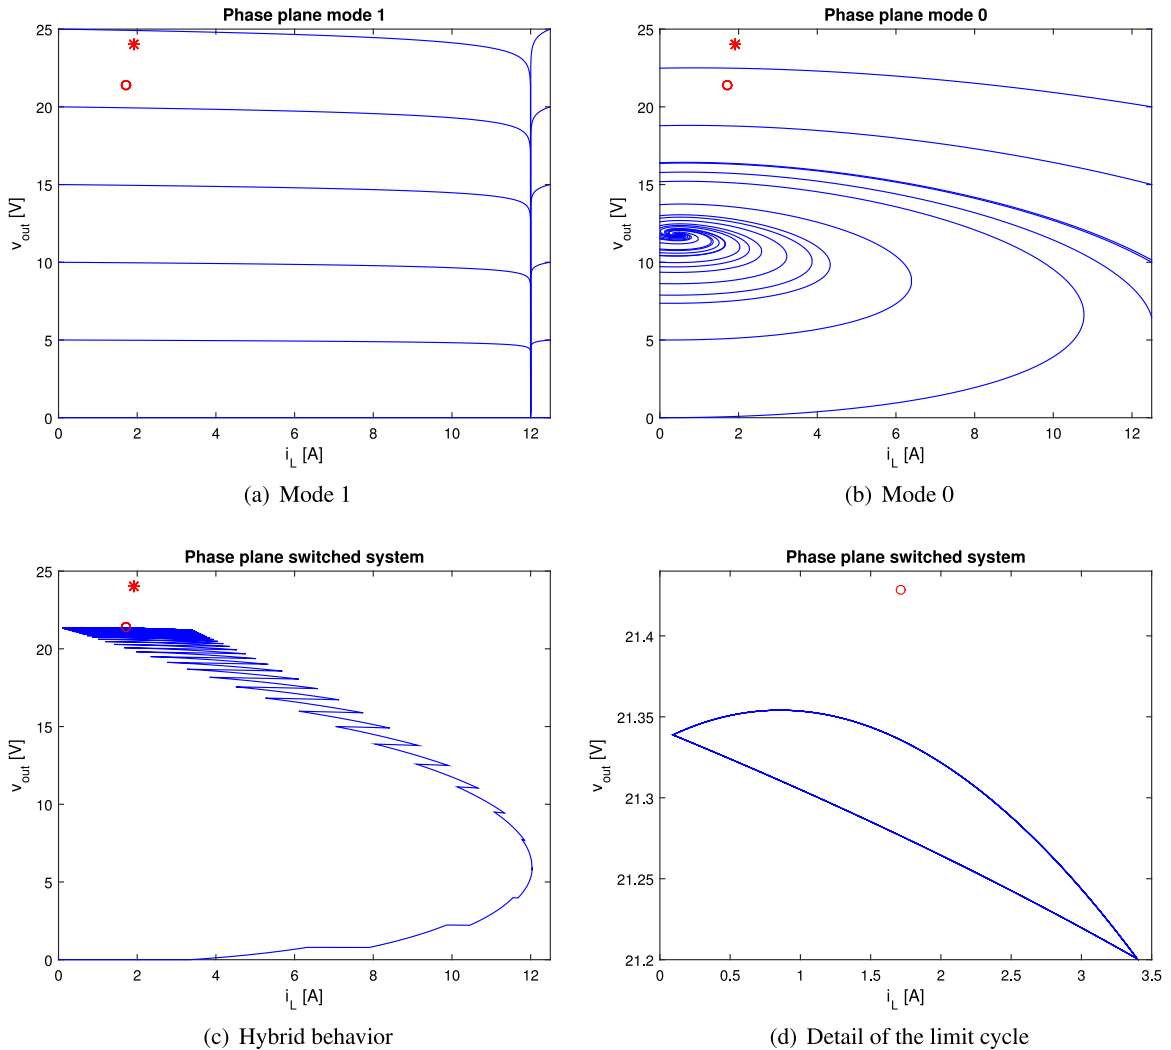 Phase plane mode 1
25
20
15
10
5
0
v_out [V]
0 2 4 6 8 10 12
i_L [A]
(a) Mode 1
Phase plane mode 0
25
20
15
10
5
0
v_out [V]
0 2 4 6 8 10 12
i_L [A]
(b) Mode 0
Phase plane switched system
25
20
15
10
5
0
v_out [V]
0 2 4 6 8 10 12
i_L [A]
(c) Hybrid behavior
Phase plane switched system
21.4
21.35
21.3
21.25
21.2
v_out [V]
0 0.5 1 1.5 2 2.5 3 3.5
i_L [A]
(d) Detail of the limit cycle